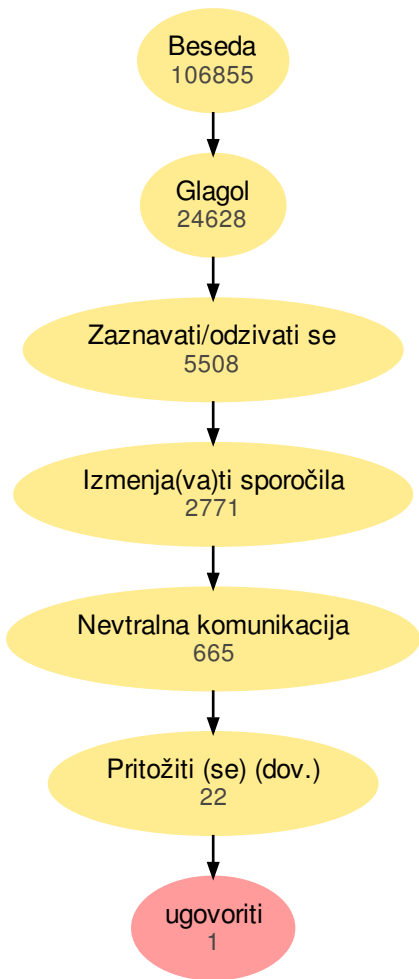 Beseda
106855
Glagol
24628
Zaznavati/odzivati se
5508
Izmenja(va)ti sporočila
2771
Nevtralna komunikacija
665
Pritožiti (se) (dov.)
22
ugovoriti
1